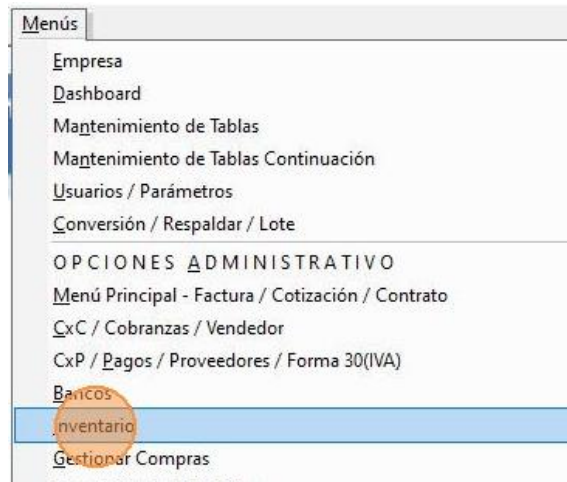 Menús
Empresa
Dashboard
Mantenimiento de Tablas
Mantenimiento de Tablas Continuación
Usuarios / Parámetros
Conversión / Respaldar / Lote
OPCIONES ADMINISTRATIVO
Menú Principal - Factura / Cotización / Contrato
CxC / Cobranzas / Vendedor
CxP / Pagos / Proveedores / Forma 30(IVA)
Bancos
Inventario
Gestionar Compras